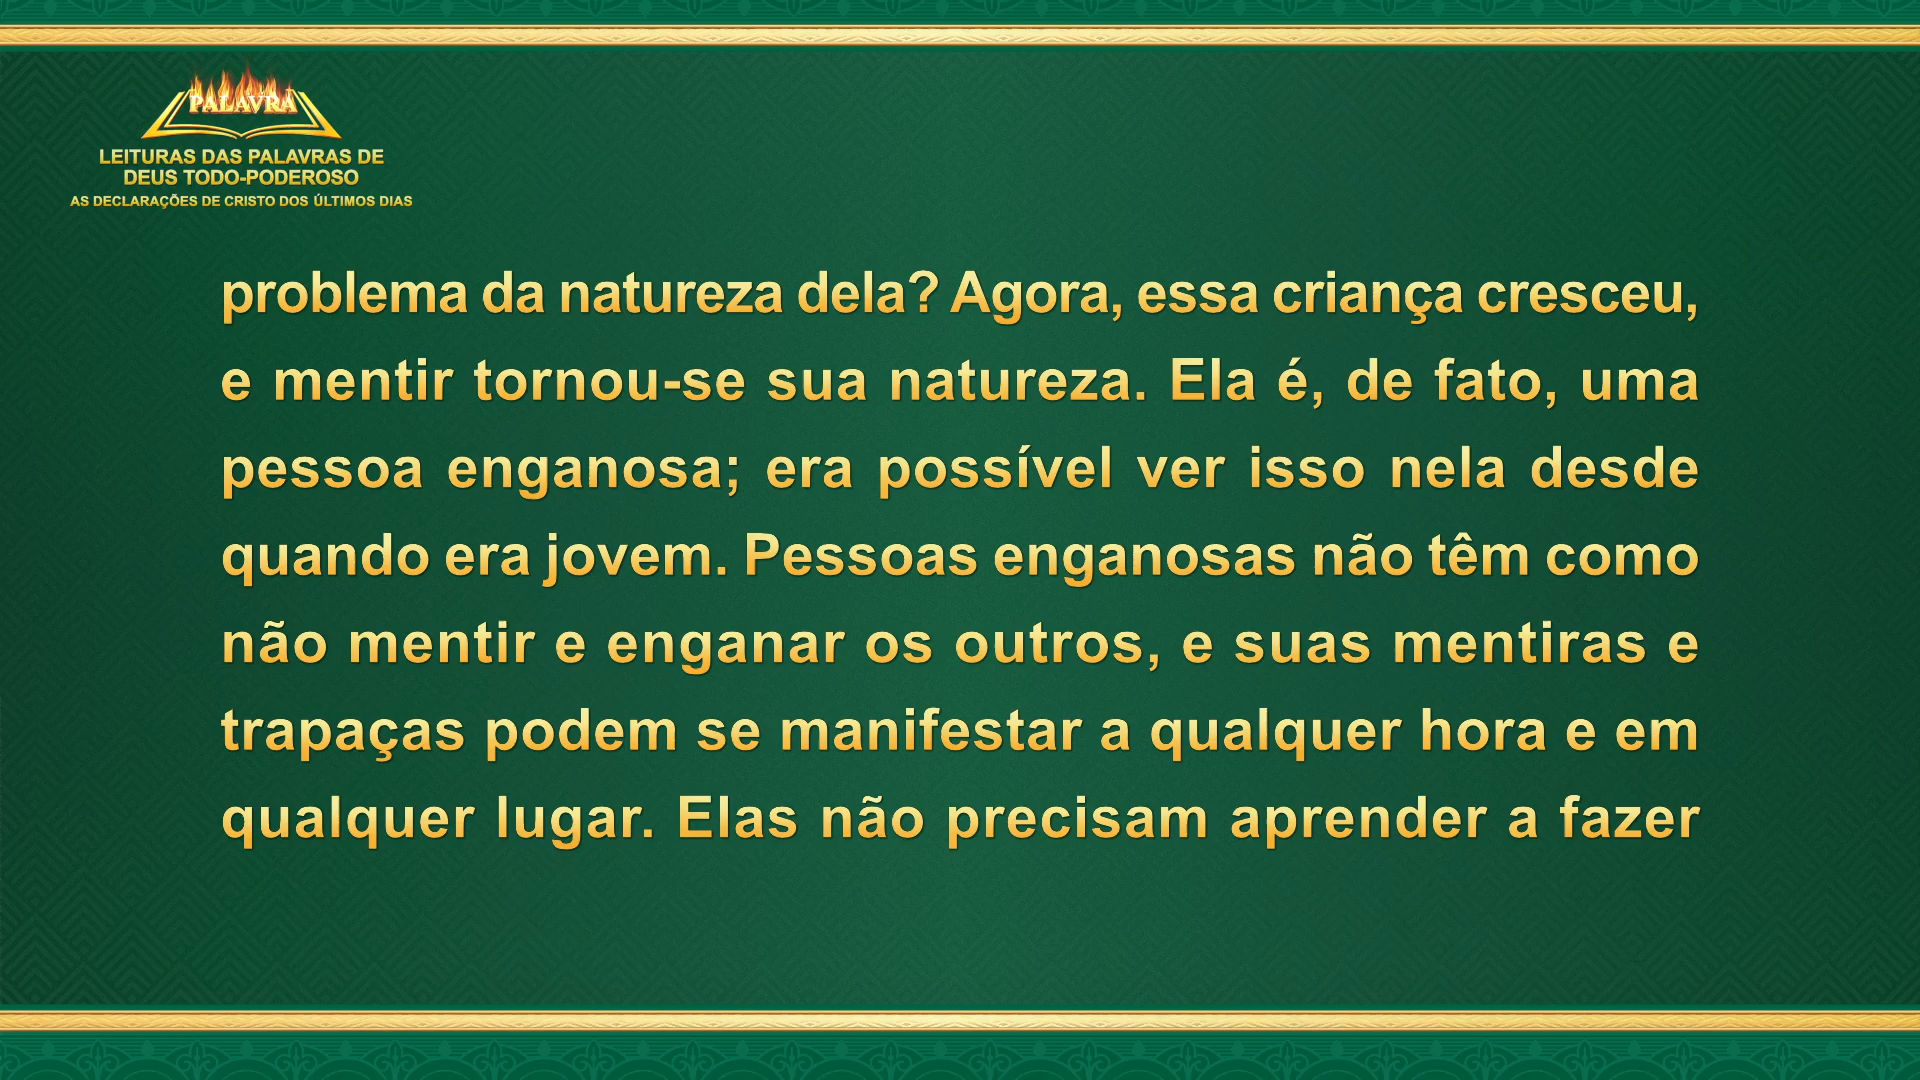 PALAVRA
LEITURAS DAS PALAVRAS DE
DEUS TODO-PODEROSO
AS DECLARAÇÕES DE CRISTO DOS ÚLTIMOS DIAS
problema da natureza dela? Agora, essa criança cresceu,
e mentir tornou-se sua natureza. Ela é, de fato, uma
pessoa enganosa; era possível ver isso nela desde
quando era jovem. Pessoas enganosas não têm como
não mentir e enganar os outros, e suas mentiras e
trapaças podem se manifestar a qualquer hora e em
qualquer lugar. Elas não precisam aprender a fazer